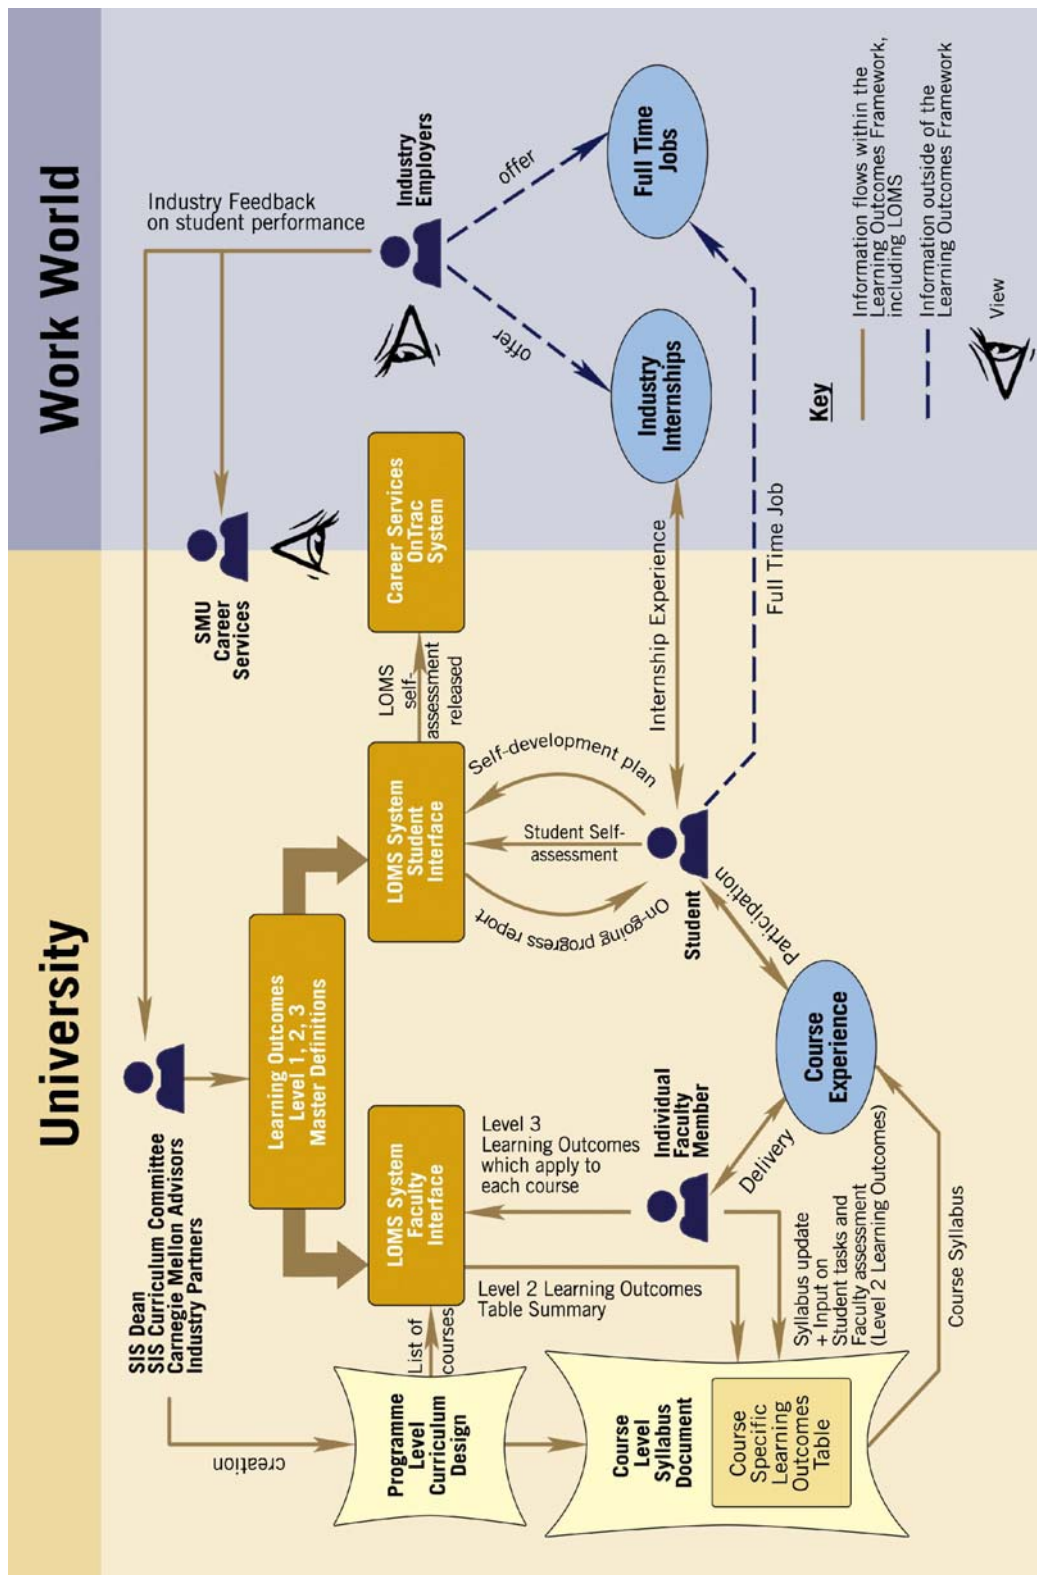 University
Work World
SIS Dean
SIS Curriculum Committee
Carnegie Mellon Advisors
Industry Partners
SMU
Career
Services
Industry Feedback
on student performance
Industry
Employers
creation
Learning Outcomes
Level 1, 2, 3
Master Definitions
Programme
Level
Curriculum
Design
List of
courses
LOMS System
Faculty
Interface
LOMS System
Student
Interface
LOMS
self-
assessment
released
Career Services
OnTrac
System
offer
offer
Level 2 Learning Outcomes
Table Summary
Level 3
Learning Outcomes
which apply to
each course
On-going progress report
Student Self-
assessment
Self-development plan
Course
Level
Syllabus
Document
Course
Specific
Learning
Outcomes
Table
Individual
Faculty
Member
Student
Internship Experience
Industry
Internships
Full Time
Jobs
Syllabus update
+ Input on
Student tasks and
Faculty assessment
(Level 2 Learning Outcomes)
Delivery
Participation
Course
Experience
Full Time Job
Course Syllabus
Key
Information flows within the
Learning Outcomes Framework,
including LOMS
Information outside of the
Learning Outcomes Framework
View